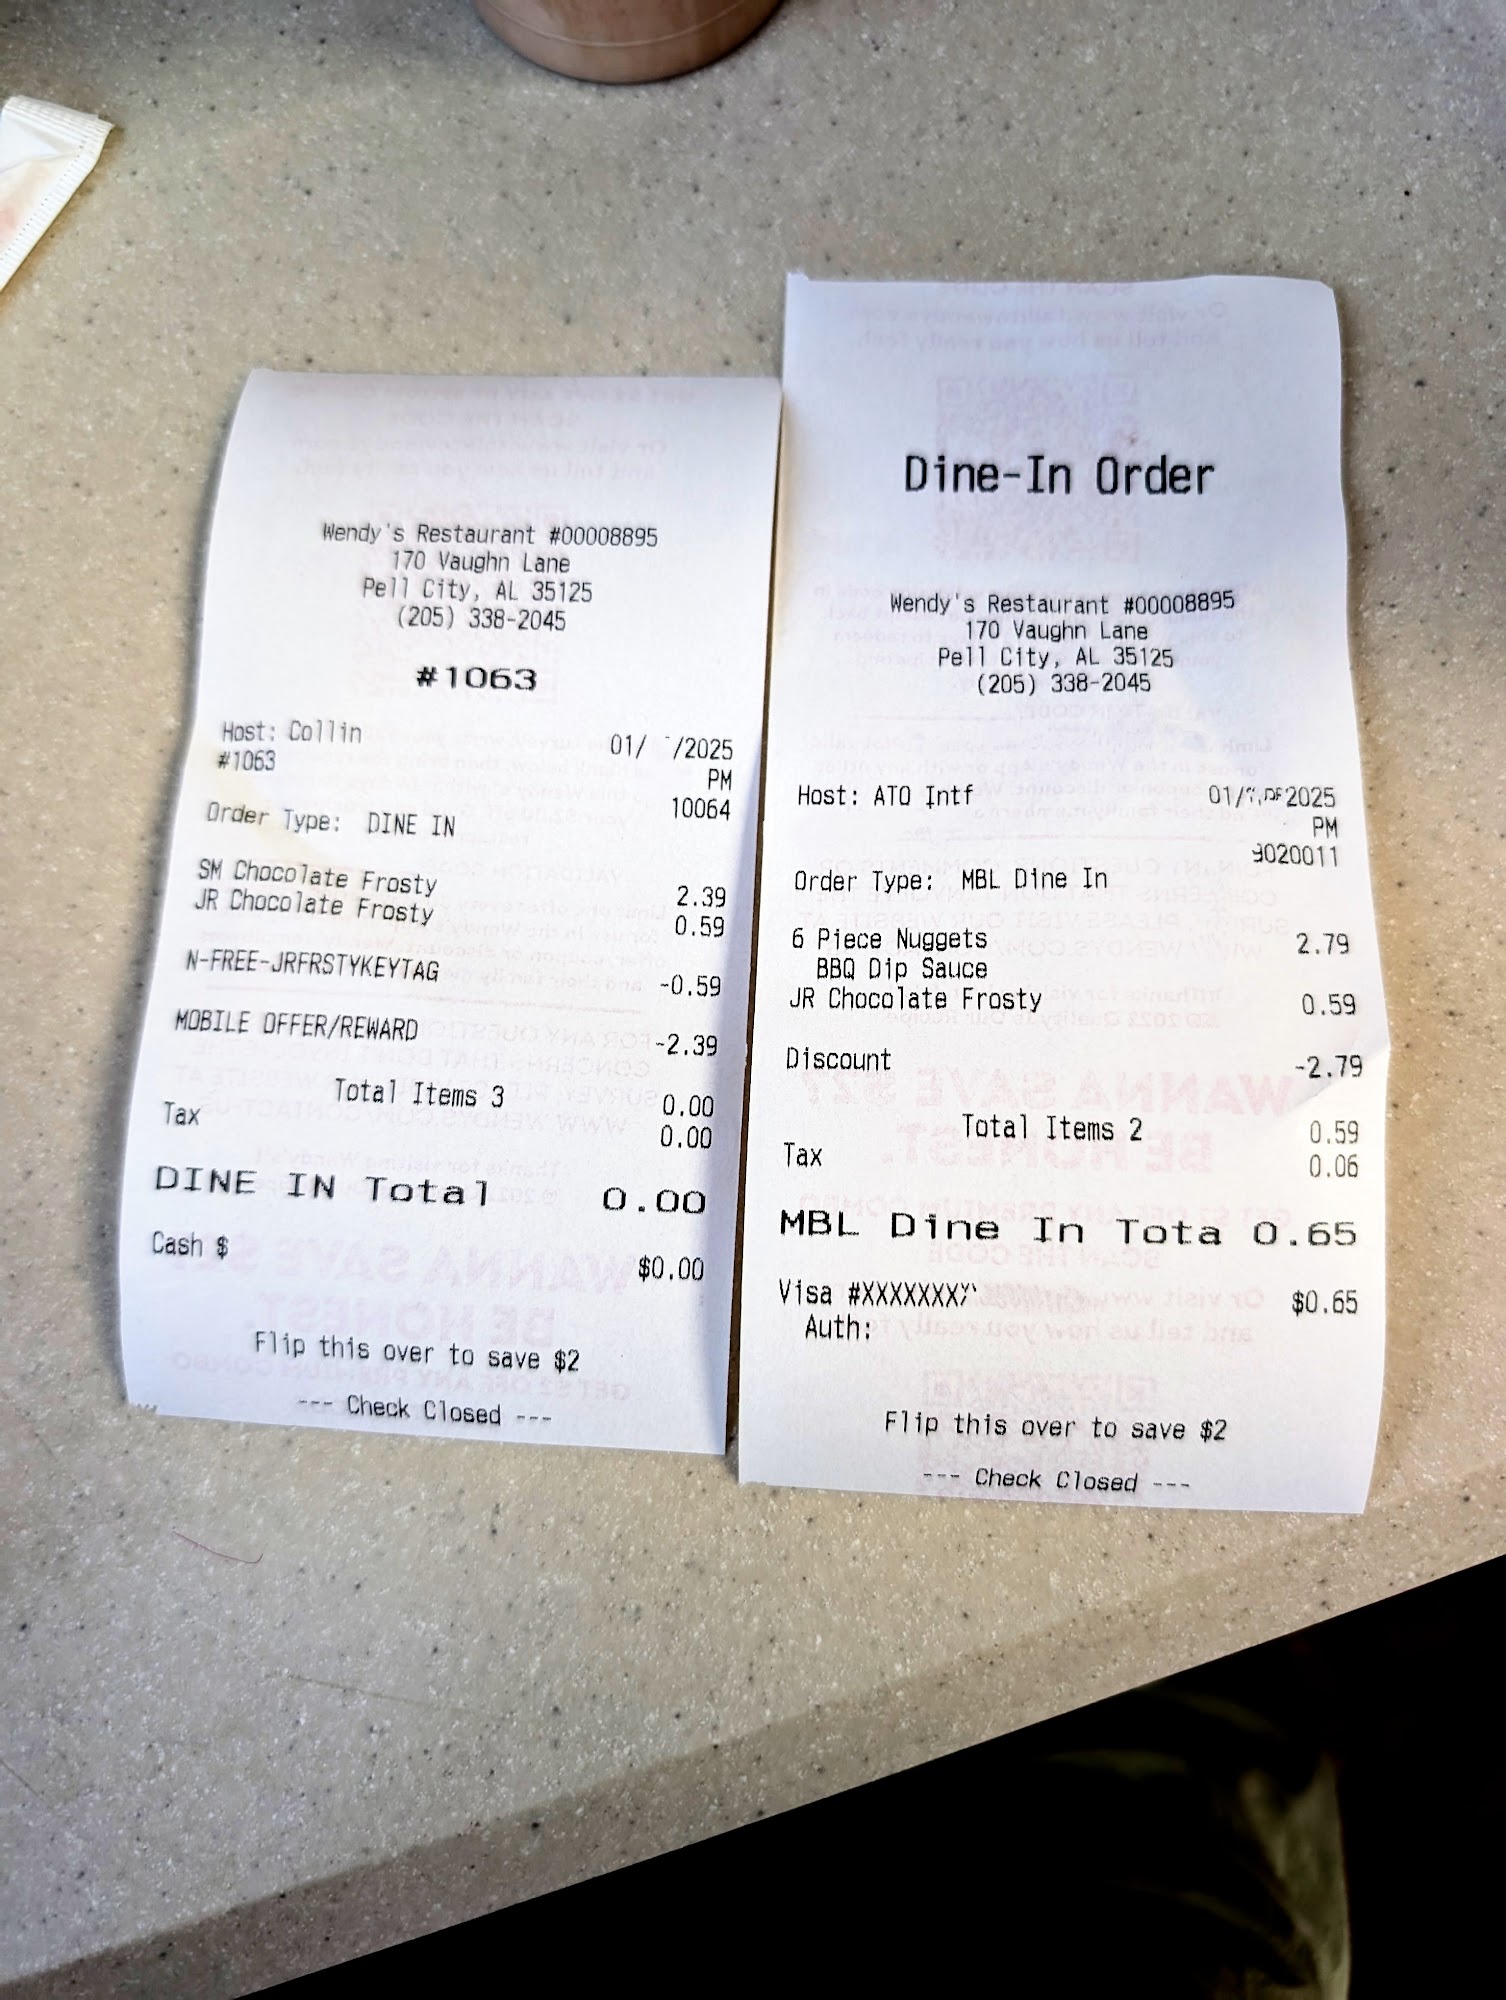 Wendy's Restaurant #00008895
170 Vaughn Lane
Pell City, AL 35125
(205) 338-2045
#1063
Host: Collin 01/ /2025
#1063 PM
10064
Order Type: DINE IN
SM Chocolate Frosty 2.39
JR Chocolate Frosty 0.59
N-FREE-JRFRSTYKEYTAG -0.59
MOBILE OFFER/REWARD -2.39
Total Items 3 0.00
Tax 0.00
DINE IN Total 0.00
Cash $ $0.00
Flip this over to save $2
--- Check Closed ---
Dine-In Order
Wendy's Restaurant #00008895
170 Vaughn Lane
Pell City, AL 35125
(205) 338-2045
Host: ATO Intf 01/ 2025
PM
9020011
Order Type: MBL Dine In
6 Piece Nuggets 2.79
BBQ Dip Sauce
JR Chocolate Frosty 0.59
Discount -2.79
Total Items 2 0.59
Tax 0.06
MBL Dine In Tota 0.65
Visa #XXXXXXXX $0.65
Auth:
Flip this over to save $2
--- Check Closed ---